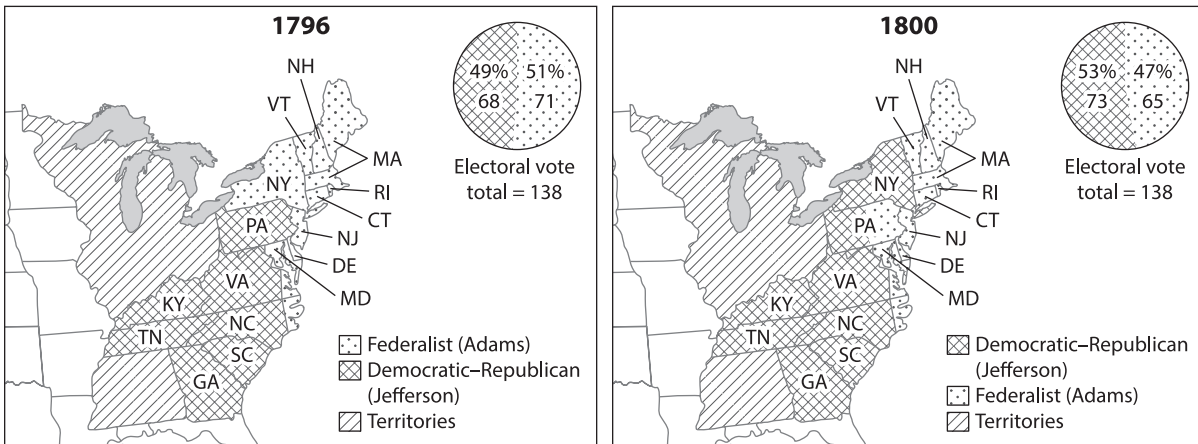 1796
49%
68
51%
71
Electoral vote
total = 138
NH
VT
MA
NY
RI
CT
PA
NJ
DE
MD
VA
KY
NC
TN
SC
GA
Federalist (Adams)
Democratic–Republican
(Jefferson)
Territories
1800
53%
73
47%
65
Electoral vote
total = 138
NH
VT
MA
NY
RI
CT
PA
NJ
DE
MD
VA
KY
NC
TN
SC
GA
Democratic–Republican
(Jefferson)
Federalist (Adams)
Territories